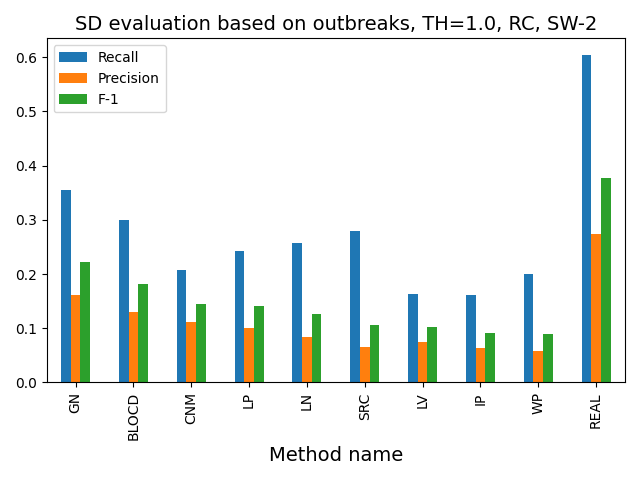 SD evaluation based on outbreaks, TH=1.0, RC, SW-2
Recall
Precision
F-1
0.6
0.5
0.4
0.3
0.2
0.1
0.0
GN
BLOCD
CNM
LP
LN
SRC
LV
IP
WP
REAL
Method name